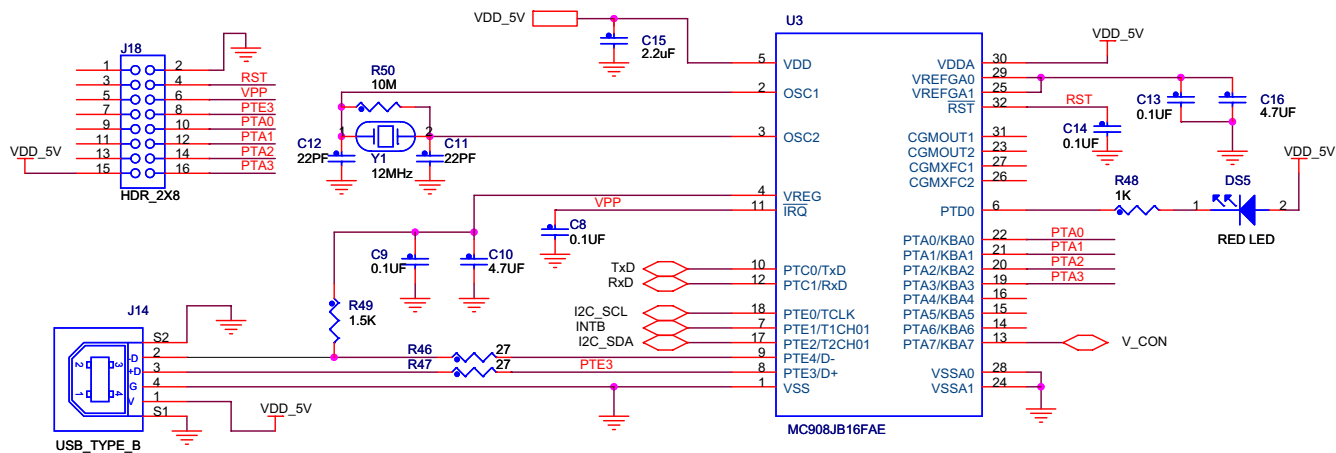 VDD_5V
C15
2.2uF
U3
J18
1 2
3 4 RST
5 6 VPP
7 8 PTE3
9 10 PTA0
11 12 PTA1
13 14 PTA2
15 16 PTA3
VDD_5V
HDR_2X8
R50
10M
1 2
C12
22PF
Y1
12MHz
C11
22PF
5 VDD
2 OSC1
3 OSC2
4 VREG
11 IRQ
VPP
C8
0.1UF
C9
0.1UF
C10
4.7UF
R49
1.5K
TxD 10 PTC0/TxD
RxD 12 PTC1/RxD
I2C_SCL 18 PTE0/TCLK
INTB 7 PTE1/T1CH01
I2C_SDA 17 PTE2/T2CH01
R46 27 9 PTE4/D-
R47 27 PTE3 8 PTE3/D+
1 VSS
J14
S2
2 -D
3 +D
4 G
1 V
S1
2 3
1 4
VDD_5V
USB_TYPE_B
MC908JB16FAE
VDDA 30
VREFGA0 29
VREFGA1 25
RST 32 RST
CGMOUT1 31
CGMOUT2 23
CGMXFC1 27
CGMXFC2 26
PTD0 6
PTA0/KBA0 22 PTA0
PTA1/KBA1 21 PTA1
PTA2/KBA2 20 PTA2
PTA3/KBA3 19 PTA3
PTA4/KBA4 16
PTA5/KBA5 15
PTA6/KBA6 14
PTA7/KBA7 13 V_CON
VSSA0 28
VSSA1 24
VDD_5V
C13
0.1UF
C16
4.7UF
C14
0.1UF
VDD_5V
R48
1K
DS5
1 2
RED LED